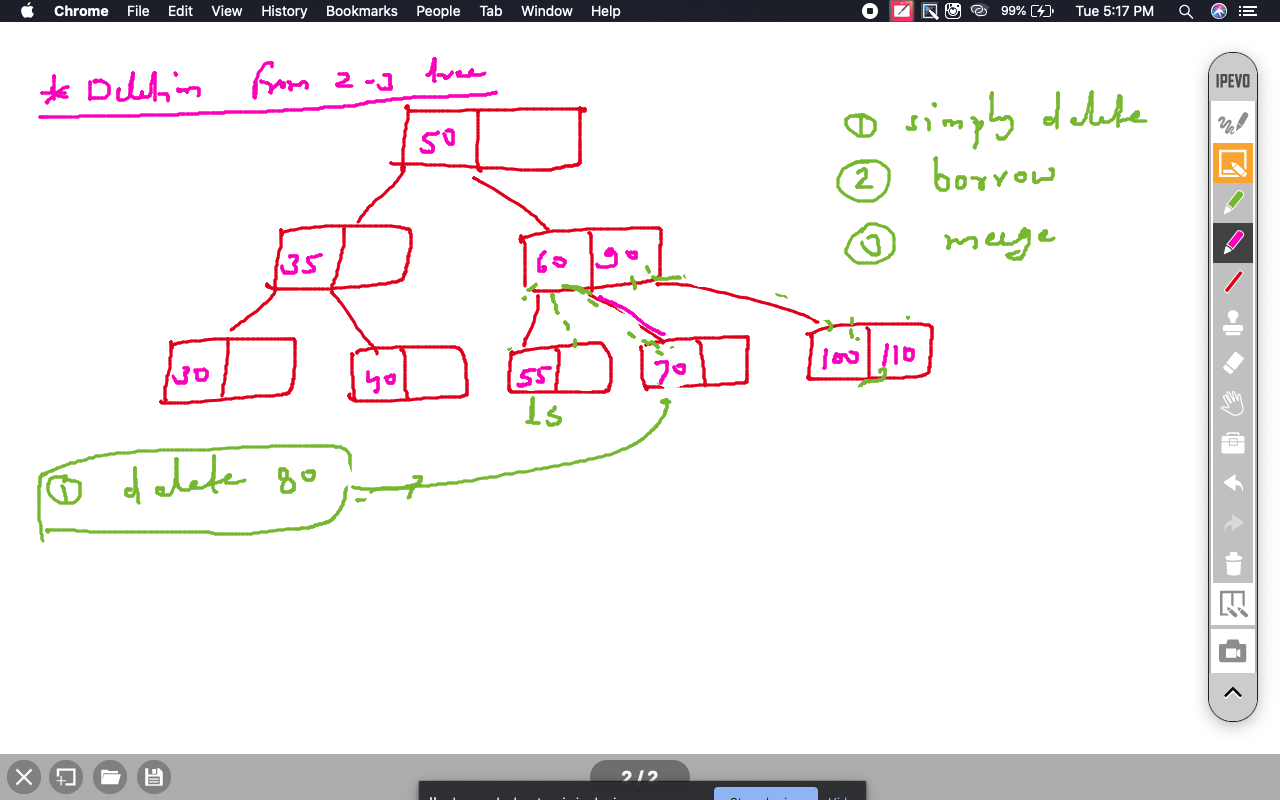 Chrome File Edit View History Bookmarks People Tab Window Help 99% Tue 5:17 PM
* Deletion from 2-3 tree
IPEVO
50
① simply delete
② borrow
③ merge
35
60 90
30
40
55
70
100 110
1s
① delete 80
2 / 2